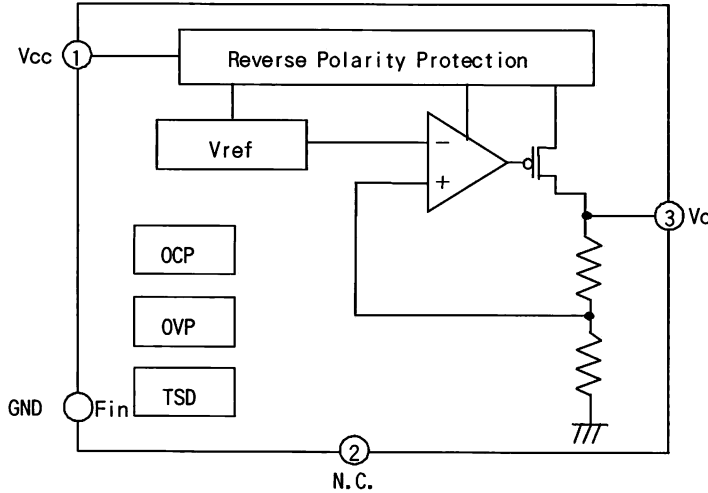 Vcc 1 Reverse Polarity Protection
Vref
−
+
3
OCP
OVP
TSD
GND Fin
2
N.C.